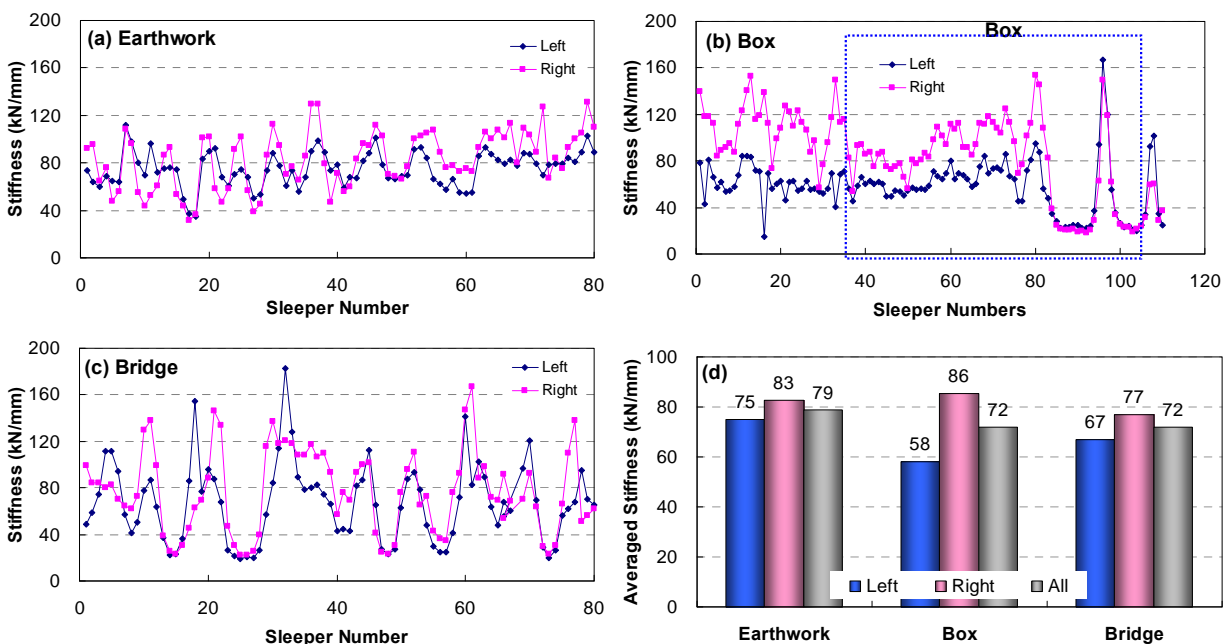 (a) Earthwork
Left
Right
200
160
120
80
40
0
Stiffness (kN/mm)
0 20 40 60 80
Sleeper Number
(b) Box
Box
Left
Right
200
160
120
80
40
0
Stiffness (kN/mm)
0 20 40 60 80 100 120
Sleeper Numbers
(c) Bridge
Left
Right
200
160
120
80
40
0
Stiffness (kN/mm)
0 20 40 60 80
Sleeper Number
(d)
100
80
60
40
20
0
Averaged Stiffness (kN/mm)
75 83 79
58 86 72
67 77 72
Left Right All
Earthwork Box Bridge